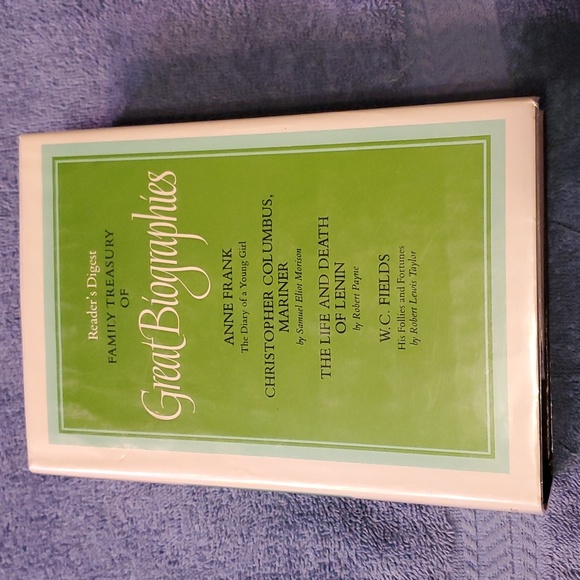 Reader's Digest
FAMILY TREASURY
OF
Great Biographies
ANNE FRANK
The Diary of a Young Girl
CHRISTOPHER COLUMBUS,
MARINER
by Samuel Eliot Morison
THE LIFE AND DEATH
OF LENIN
by Robert Payne
W.C. FIELDS
His Follies and Fortunes
by Robert Lewis Taylor